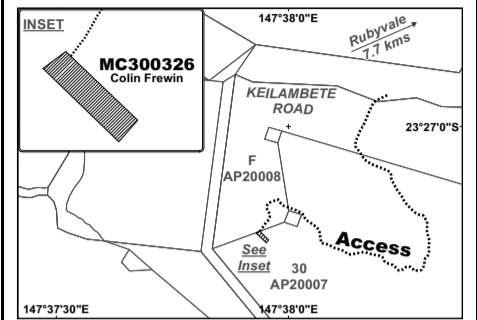 INSET
MC300326
Colin Frewin
147°38'0"E
Rubyvale
7.7 kms
KEILAMBETE
ROAD
23°27'0"S
F
AP20008
Access
See
Inset
30
AP20007
147°37'30"E
147°38'0"E